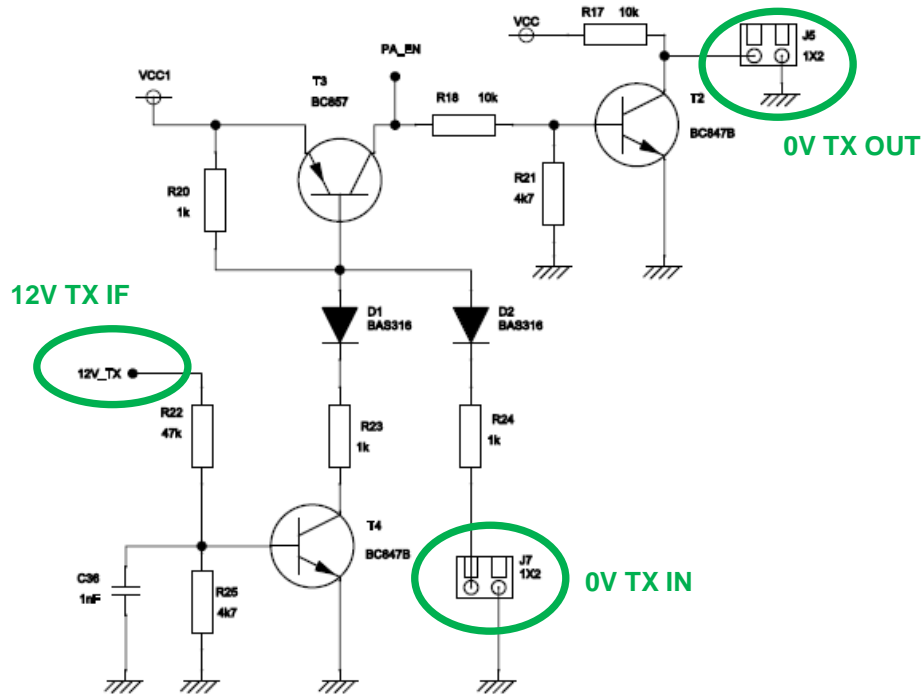 R17 10k
VCC
J5
1X2
PA_EN
VCC1
T3
BC857
R18 10k
T2
BC847B
0V TX OUT
R20
1k
R21
4k7
12V TX IF
D1
BAS316
D2
BAS316
12V_TX
R22
47k
R23
1k
R24
1k
T4
BC847B
J7
1X2
0V TX IN
C36
1nF
R25
4k7